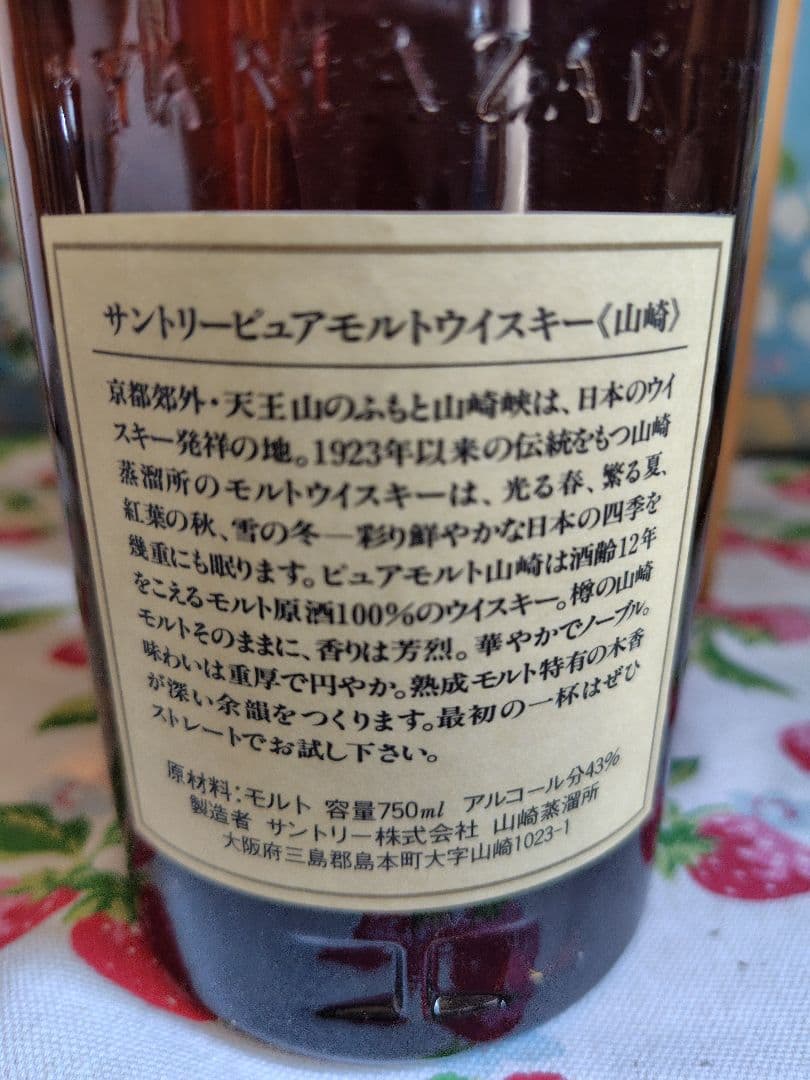 YAMAZAKI
サントリーピュアモルトウイスキー《山崎》
京都郊外・天王山のふもと山崎峡は、日本のウイ
スキー発祥の地。1923年以来の伝統をもつ山崎
蒸溜所のモルトウイスキーは、光る春、繁る夏、
紅葉の秋、雪の冬─彩り鮮やかな日本の四季を
幾重にも眠ります。ピュアモルト山崎は酒齢12年
をこえるモルト原酒100%のウイスキー。樽の山崎
モルトそのままに、香りは芳烈。華やかでノーブル。
味わいは重厚で円やか。熟成モルト特有の木香
が深い余韻をつくります。最初の一杯はぜひ
ストレートでお試し下さい。
原材料:モルト 容量750ml アルコール分43%
製造者 サントリー株式会社 山崎蒸溜所
大阪府三島郡島本町大字山崎1023-1